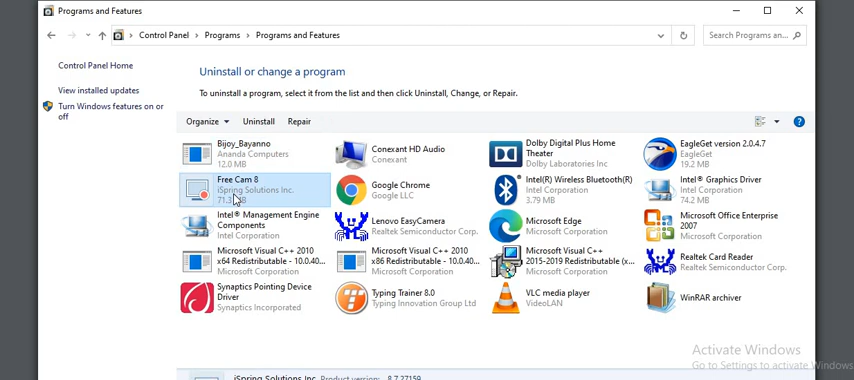 Programs and Features
Control Panel > Programs > Programs and Features
Search Programs an...
Control Panel Home
View installed updates
Turn Windows features on or
off
Uninstall or change a program
To uninstall a program, select it from the list and then click Uninstall, Change, or Repair.
Organize Uninstall Repair
Bijoy_Bayanno
Ananda Computers
12.0 MB
Conexant HD Audio
Conexant
Dolby Digital Plus Home
Theater
Dolby Laboratories Inc
EagleGet version 2.0.4.7
EagleGet
19.2 MB
Free Cam 8
iSpring Solutions Inc.
Google Chrome
Google LLC
Intel(R) Wireless Bluetooth(R)
Intel Corporation
3.79 MB
Intel® Graphics Driver
Intel Corporation
74.2 MB
Intel® Management Engine
Components
Intel Corporation
Lenovo EasyCamera
Realtek Semiconductor Corp.
Microsoft Edge
Microsoft Corporation
Microsoft Office Enterprise
2007
Microsoft Corporation
Microsoft Visual C++ 2010
x64 Redistributable - 10.0.40...
Microsoft Corporation
Microsoft Visual C++ 2010
x86 Redistributable - 10.0.40...
Microsoft Corporation
Microsoft Visual C++
2015-2019 Redistributable (x...
Microsoft Corporation
Realtek Card Reader
Realtek Semiconductor Corp.
Synaptics Pointing Device
Driver
Synaptics Incorporated
Typing Trainer 8.0
Typing Innovation Group Ltd
VLC media player
VideoLAN
WinRAR archiver
Activate Windows
Go to Settings to activate Windows
iSpring Solutions Inc. Product version: 8.7.27159